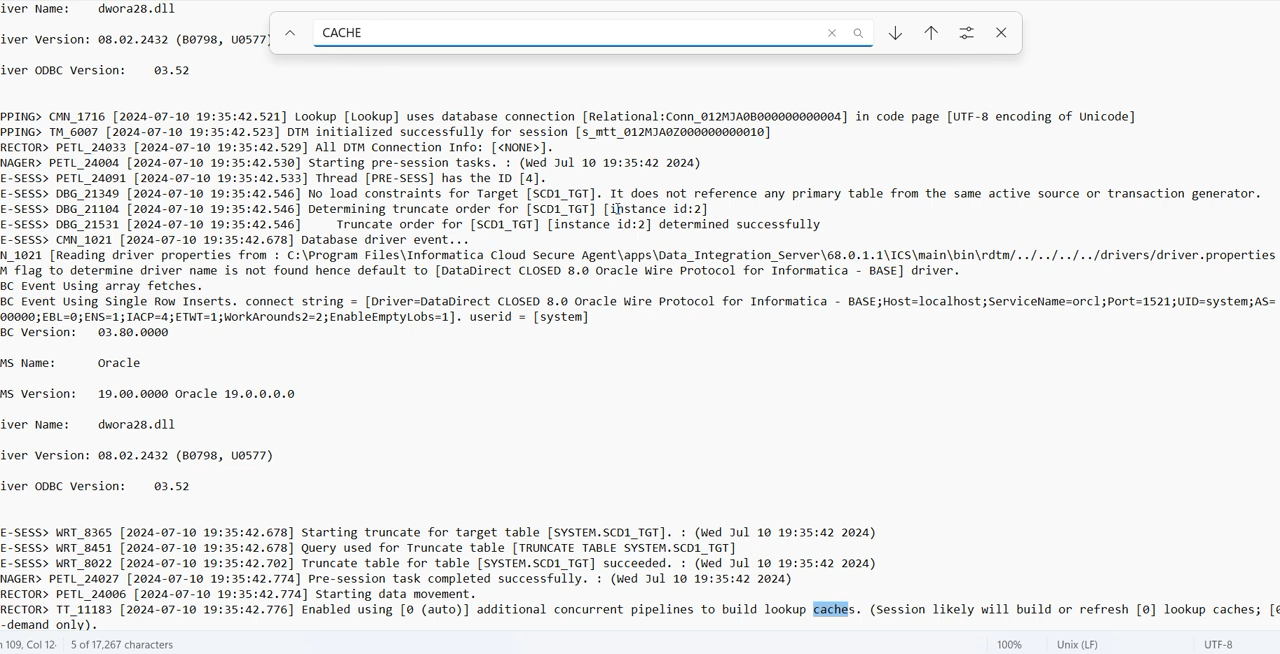 iver Name:    dwora28.dll
CACHE
iver Version: 08.02.2432 (B0798, U0577)
iver ODBC Version:    03.52
PPING> CMN_1716 [2024-07-10 19:35:42.521] Lookup [Lookup] uses database connection [Relational:Conn_012MJA0B000000000004] in code page [UTF-8 encoding of Unicode]
PPING> TM_6007 [2024-07-10 19:35:42.523] DTM initialized successfully for session [s_mtt_012MJA0Z000000000010]
RECTOR> PETL_24033 [2024-07-10 19:35:42.529] All DTM Connection Info: [<NONE>].
NAGER> PETL_24004 [2024-07-10 19:35:42.530] Starting pre-session tasks. : (Wed Jul 10 19:35:42 2024)
E-SESS> PETL_24091 [2024-07-10 19:35:42.533] Thread [PRE-SESS] has the ID [4].
E-SESS> DBG_21349 [2024-07-10 19:35:42.546] No load constraints for Target [SCD1_TGT]. It does not reference any primary table from the same active source or transaction generator.
E-SESS> DBG_21104 [2024-07-10 19:35:42.546] Determining truncate order for [SCD1_TGT] [instance id:2]
E-SESS> DBG_21531 [2024-07-10 19:35:42.546]     Truncate order for [SCD1_TGT] [instance id:2] determined successfully
E-SESS> CMN_1021 [2024-07-10 19:35:42.678] Database driver event...
N_1021 [Reading driver properties from : C:\Program Files\Informatica Cloud Secure Agent\apps\Data_Integration_Server\68.0.1.1\ICS\main\bin\rdtm/../../../../drivers/driver.properties
M flag to determine driver name is not found hence default to [DataDirect CLOSED 8.0 Oracle Wire Protocol for Informatica - BASE] driver.
BC Event Using array fetches.
BC Event Using Single Row Inserts. connect string = [Driver=DataDirect CLOSED 8.0 Oracle Wire Protocol for Informatica - BASE;Host=localhost;ServiceName=orcl;Port=1521;UID=system;AS=
00000;EBL=0;ENS=1;IACP=4;ETWT=1;WorkArounds2=2;EnableEmptyLobs=1]. userid = [system]
BC Version:   03.80.0000
MS Name:      Oracle
MS Version:   19.00.0000 Oracle 19.0.0.0.0
iver Name:    dwora28.dll
iver Version: 08.02.2432 (B0798, U0577)
iver ODBC Version:    03.52
E-SESS> WRT_8365 [2024-07-10 19:35:42.678] Starting truncate for target table [SYSTEM.SCD1_TGT]. : (Wed Jul 10 19:35:42 2024)
E-SESS> WRT_8451 [2024-07-10 19:35:42.678] Query used for Truncate table [TRUNCATE TABLE SYSTEM.SCD1_TGT]
E-SESS> WRT_8022 [2024-07-10 19:35:42.702] Truncate table for table [SYSTEM.SCD1_TGT] succeeded. : (Wed Jul 10 19:35:42 2024)
NAGER> PETL_24027 [2024-07-10 19:35:42.774] Pre-session task completed successfully. : (Wed Jul 10 19:35:42 2024)
RECTOR> PETL_24006 [2024-07-10 19:35:42.774] Starting data movement.
RECTOR> TT_11183 [2024-07-10 19:35:42.776] Enabled using [0 (auto)] additional concurrent pipelines to build lookup caches. (Session likely will build or refresh [0] lookup caches; [0
-demand only).
n 109, Col 12  5 of 17,267 characters  100%  Unix (LF)  UTF-8